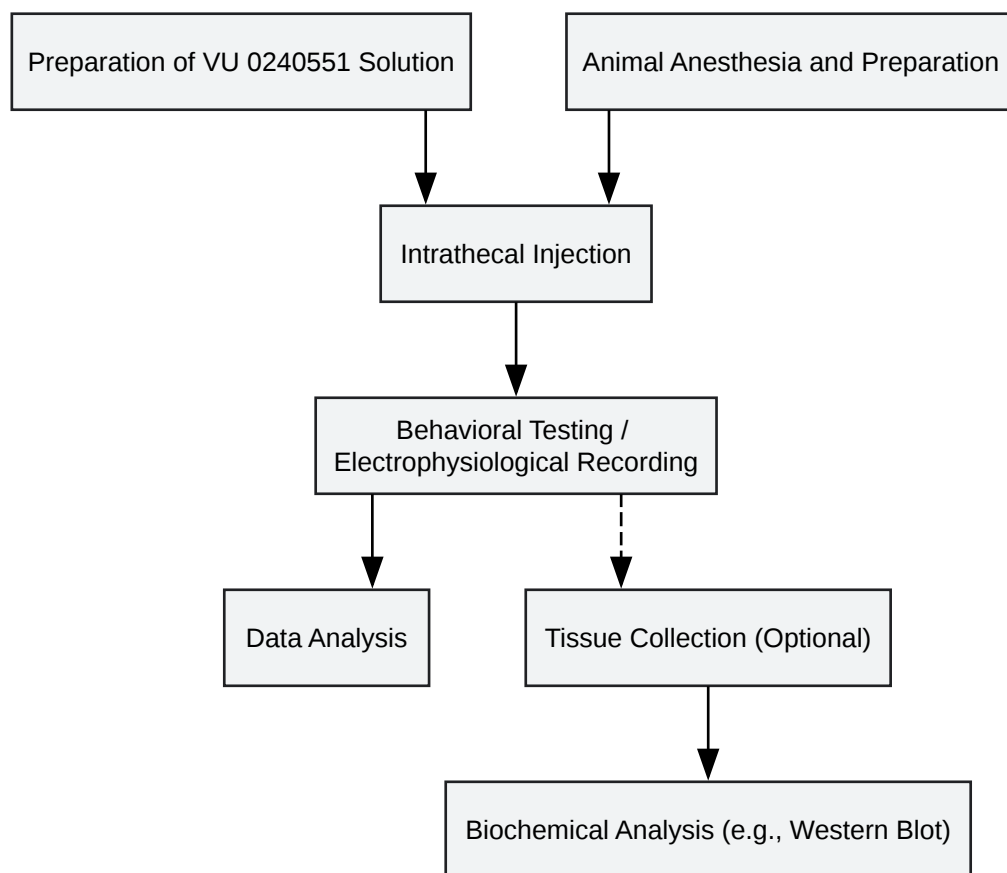 Preparation of VU 0240551 Solution
Animal Anesthesia and Preparation
Intrathecal Injection
Behavioral Testing /
Electrophysiological Recording
Data Analysis
Tissue Collection (Optional)
Biochemical Analysis (e.g., Western Blot)